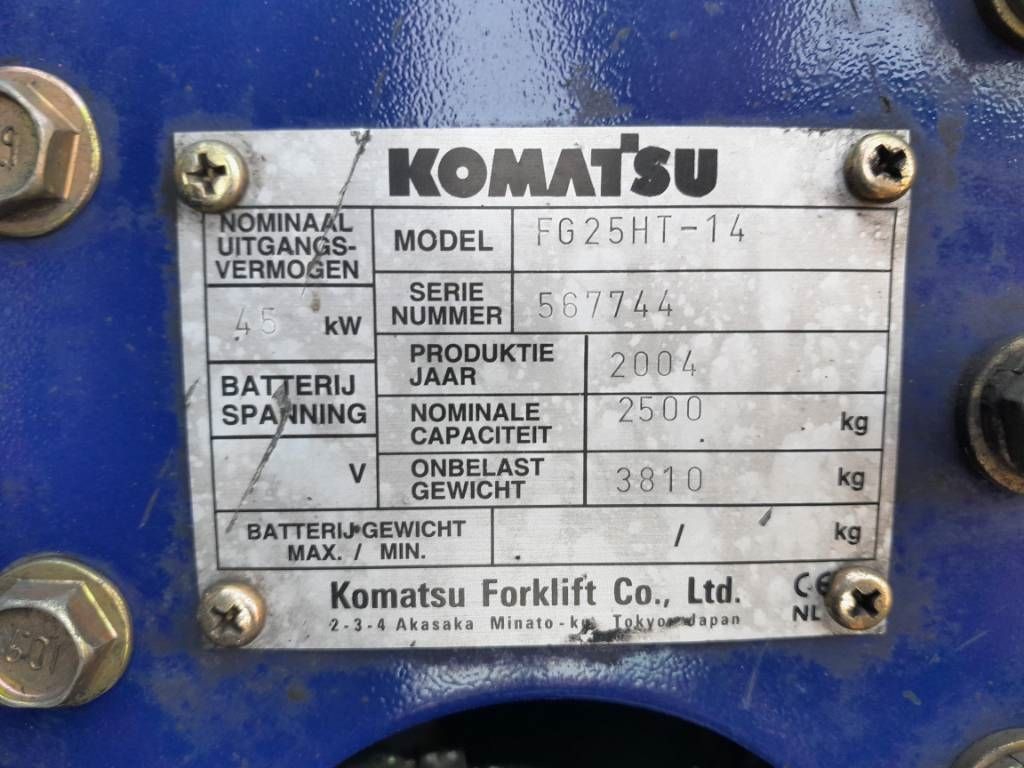 KOMATSU
NOMINAAL
UITGANGS-
VERMOGEN
45 kW
BATTERIJ
SPANNING
V
MODEL FG25HT-14
SERIE
NUMMER 567744
PRODUKTIE
JAAR 2004
NOMINALE
CAPACITEIT 2500 kg
ONBELAST
GEWICHT 3810 kg
BATTERIJ GEWICHT
MAX. / MIN. / kg
Komatsu Forklift Co., Ltd.
2-3-4 Akasaka Minato-ku, Tokyo, Japan
CE
NL